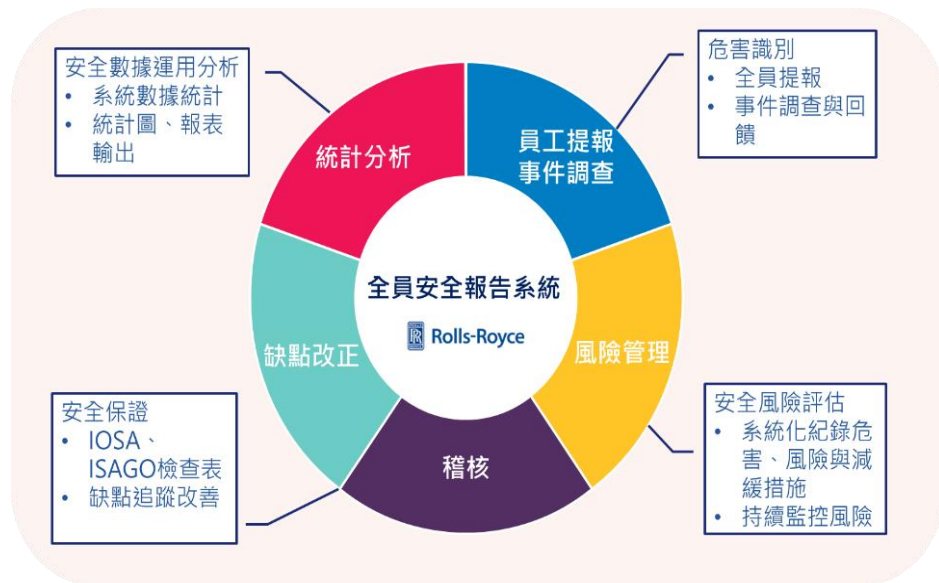 安全數據運用分析
• 系統數據統計
• 統計圖、報表
輸出
危害識別
• 全員提報
• 事件調查與回
饋
統計分析
員工提報
事件調查
全員安全報告系統
Rolls-Royce
缺點改正
風險管理
稽核
安全保證
• IOSA、
ISAGO檢查表
• 缺點追蹤改善
安全風險評估
• 系統化紀錄危
害、風險與減
緩措施
• 持續監控風險